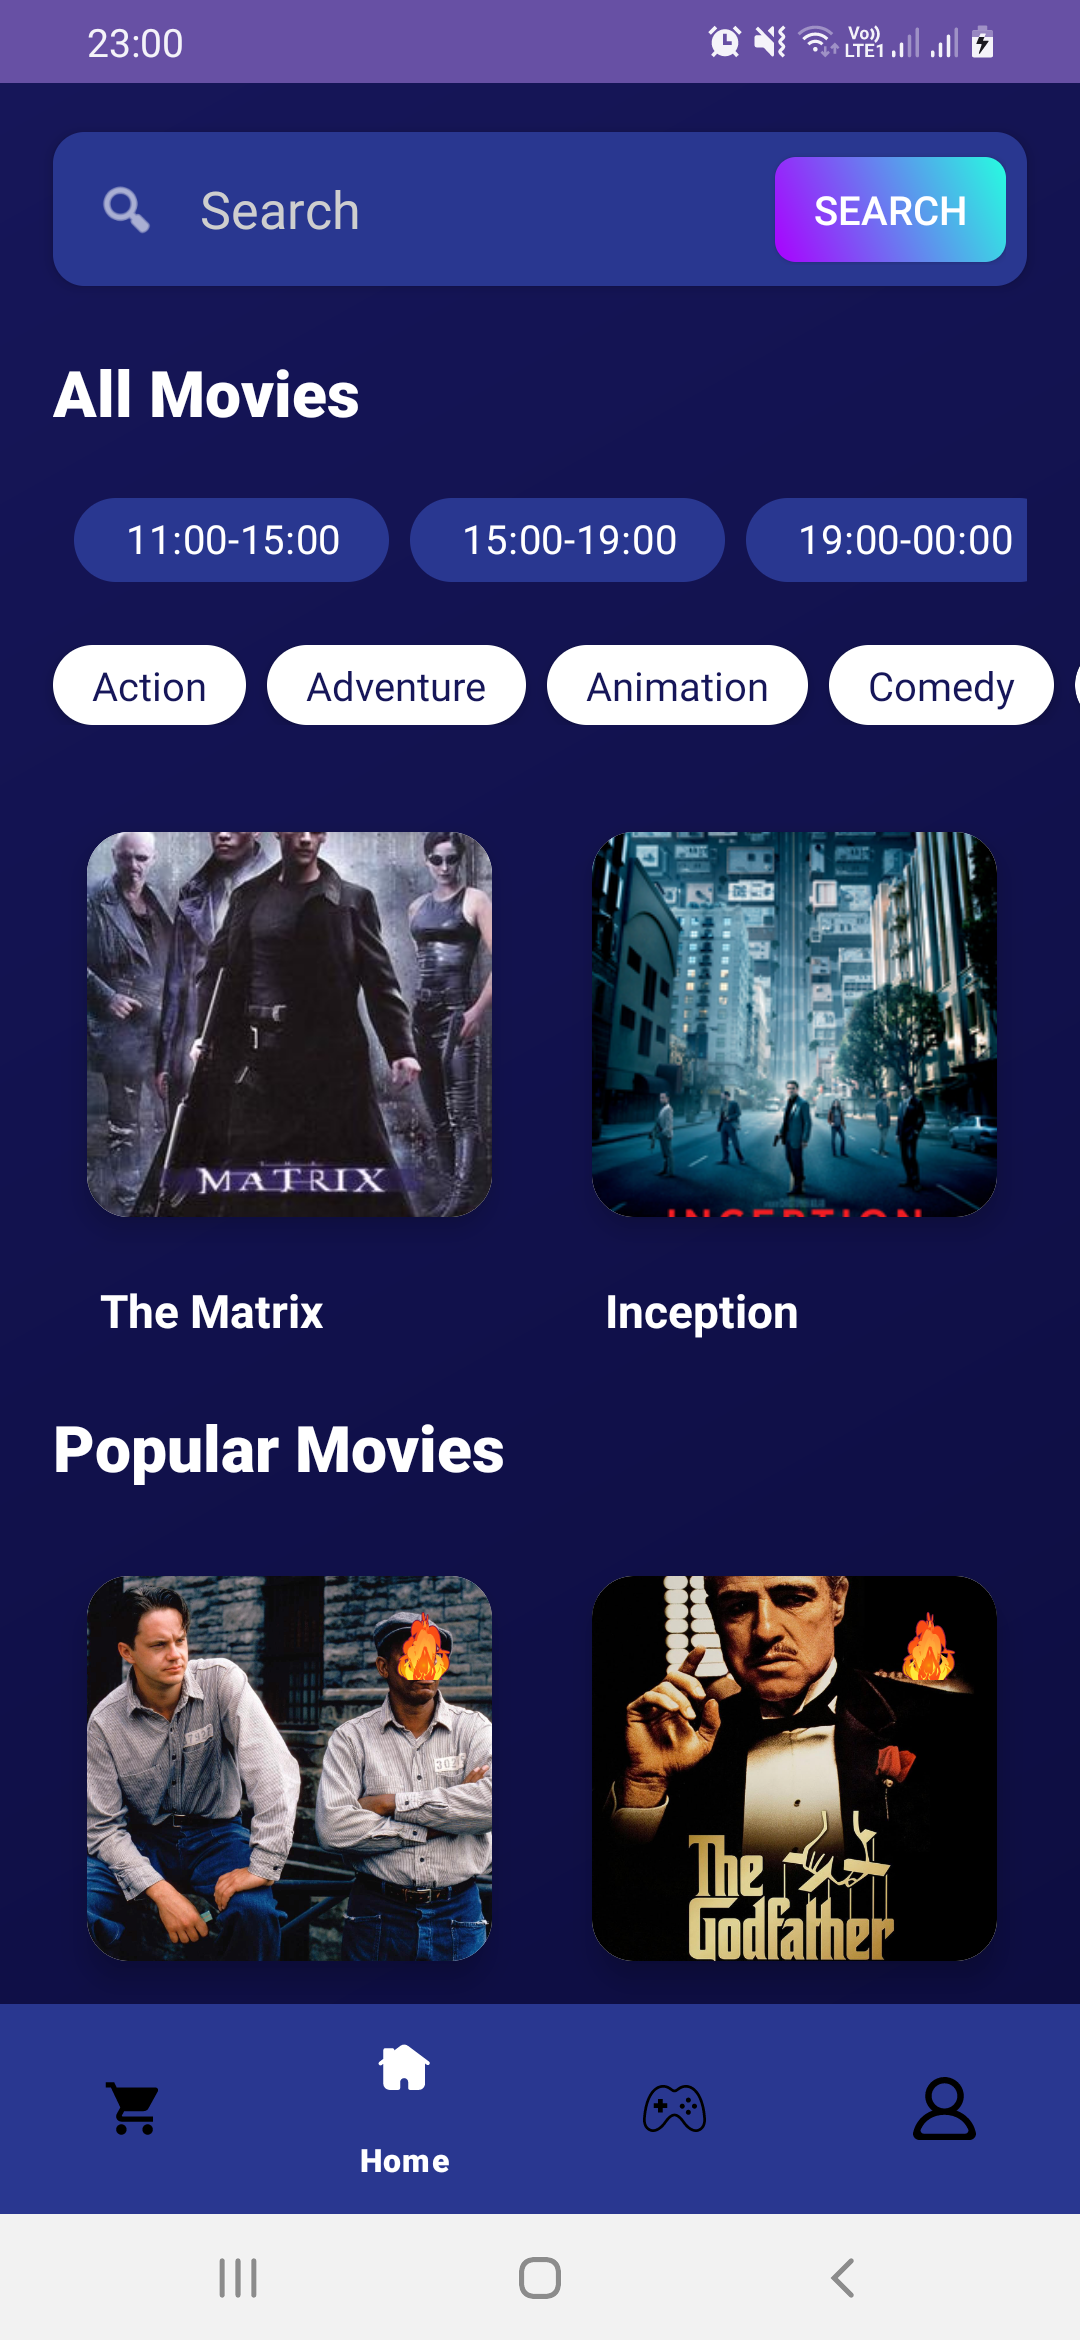 23:00
Vo)) LTE1
Search
SEARCH
All Movies
11:00-15:00
15:00-19:00
19:00-00:00
Action
Adventure
Animation
Comedy
MATRIX
INCEPTION
The Matrix
Inception
Popular Movies
The
Godfather
Home